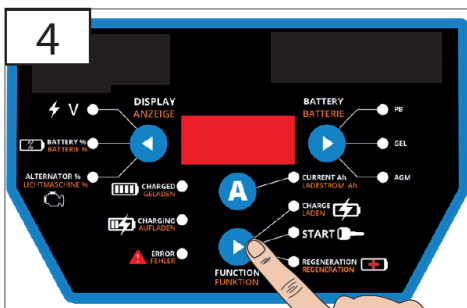 4
DISPLAY
ANZEIGE
BATTERY
BATTERIE
V
PB
BATTERY %
BATTERIE %
GEL
ALTERNATOR %
LICHTMASCHINE %
AGM
CHARGED
GELADEN
A
CURRENT Ah
LADESTROM Ah
CHARGING
AUFLADEN
CHARGE
LADEN
START
ERROR
FEHLER
REGENERATION
REGENERATION
FUNCTION
FUNKTION